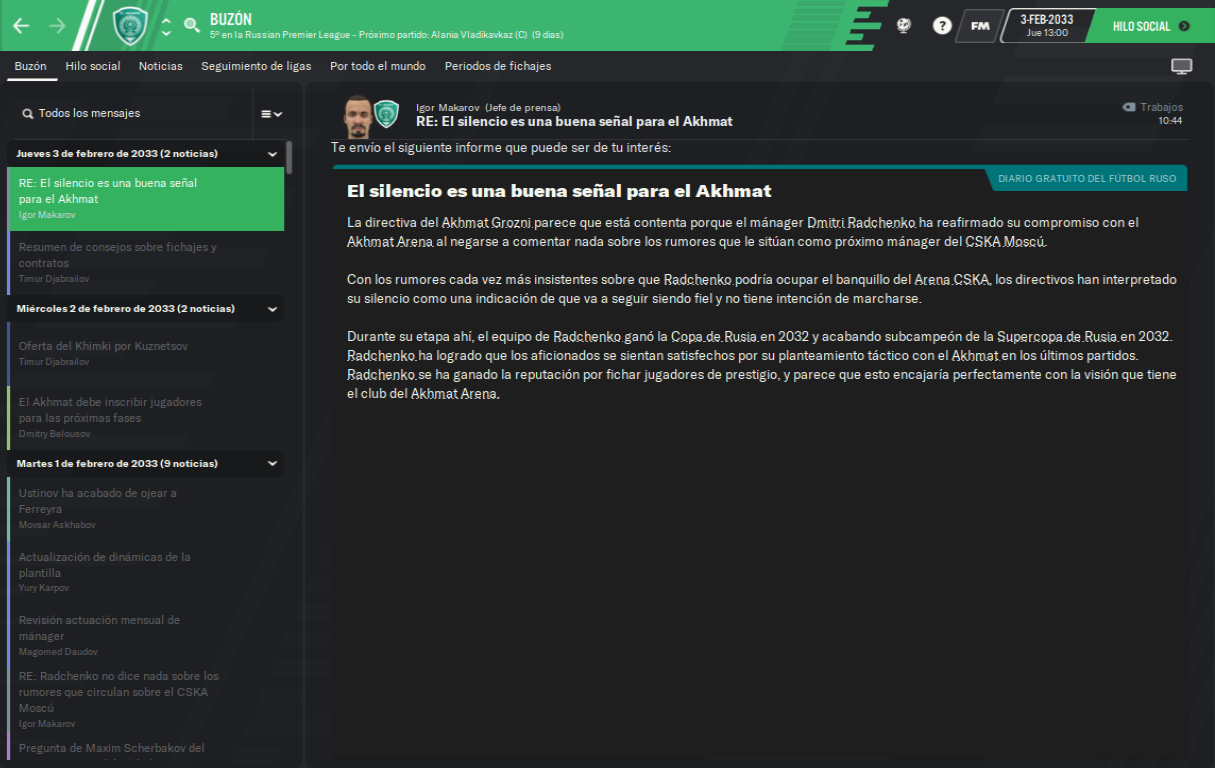 BUZÓN
5º en la Russian Premier League - Próximo partido: Alania Vladikavkaz (C) (9 días)
?
FM
3-FEB-2033
Jue 13:00
HILO SOCIAL
Buzón
Hilo social
Noticias
Seguimiento de ligas
Por todo el mundo
Periodos de fichajes
Todos los mensajes
Jueves 3 de febrero de 2033 (2 noticias)
RE: El silencio es una buena señal
para el Akhmat
Igor Makarov
Resumen de consejos sobre fichajes y
contratos
Timur Djabrailov
Miércoles 2 de febrero de 2033 (2 noticias)
Oferta del Khimki por Kuznetsov
Timur Djabrailov
El Akhmat debe inscribir jugadores
para las próximas fases
Dmitry Belousov
Martes 1 de febrero de 2033 (9 noticias)
Ustinov ha acabado de ojear a
Ferreyra
Movsar Askhabov
Actualización de dinámicas de la
plantilla
Yury Karpov
Revisión actuación mensual de
mánager
Magomed Daudov
RE: Radchenko no dice nada sobre los
rumores que circulan sobre el CSKA
Moscú
Igor Makarov
Pregunta de Maxim Scherbakov del
Igor Makarov (Jefe de prensa)
RE: El silencio es una buena señal para el Akhmat
Trabajos
10:44
Te envío el siguiente informe que puede ser de tu interés:
DIARIO GRATUITO DEL FÚTBOL RUSO
El silencio es una buena señal para el Akhmat
La directiva del Akhmat Grozni parece que está contenta porque el mánager Dmitri Radchenko ha reafirmado su compromiso con el
Akhmat Arena al negarse a comentar nada sobre los rumores que le sitúan como próximo mánager del CSKA Moscú.
Con los rumores cada vez más insistentes sobre que Radchenko podría ocupar el banquillo del Arena CSKA, los directivos han interpretado
su silencio como una indicación de que va a seguir siendo fiel y no tiene intención de marcharse.
Durante su etapa ahí, el equipo de Radchenko ganó la Copa de Rusia en 2032 y acabando subcampeón de la Supercopa de Rusia en 2032.
Radchenko ha logrado que los aficionados se sientan satisfechos por su planteamiento táctico con el Akhmat en los últimos partidos.
Radchenko se ha ganado la reputación por fichar jugadores de prestigio, y parece que esto encajaría perfectamente con la visión que tiene
el club del Akhmat Arena.